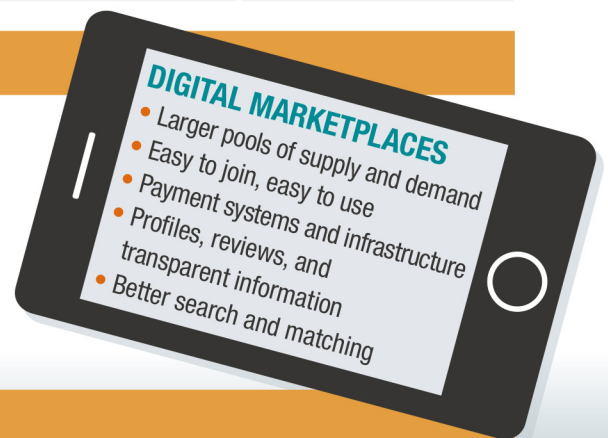 DIGITAL MARKETPLACES
• Larger pools of supply and demand
• Easy to join, easy to use
• Payment systems and infrastructure
• Profiles, reviews, and
transparent information
• Better search and matching